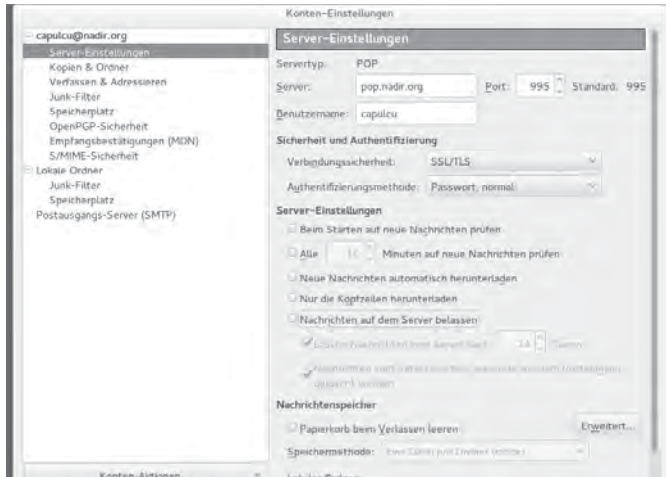 Konten-Einstellungen
capulcu@nadir.org
Server-Einstellungen
Kopien & Ordner
Verfassen & Adressieren
Junk-Filter
Speicherplatz
OpenPGP-Sicherheit
Empfangsbestätigungen (MDN)
S/MIME-Sicherheit
Lokale Ordner
Junk-Filter
Speicherplatz
Postausgangs-Server (SMTP)
Konten-Aktionen
Server-Einstellungen
Servertyp: POP
Server: pop.nadir.org Port: 995 Standard: 995
Benutzername: capulcu
Sicherheit und Authentifizierung
Verbindungssicherheit: SSL/TLS
Authentifizierungsmethode: Passwort, normal
Server-Einstellungen
Beim Starten auf neue Nachrichten prüfen
Alle 10 Minuten auf neue Nachrichten prüfen
Neue Nachrichten automatisch herunterladen
Nur die Kopfzeilen herunterladen
Nachrichten auf dem Server belassen
14
Nachrichtenspeicher
Papierkorb beim Verlassen leeren
Erweitert...
Speichermethode: